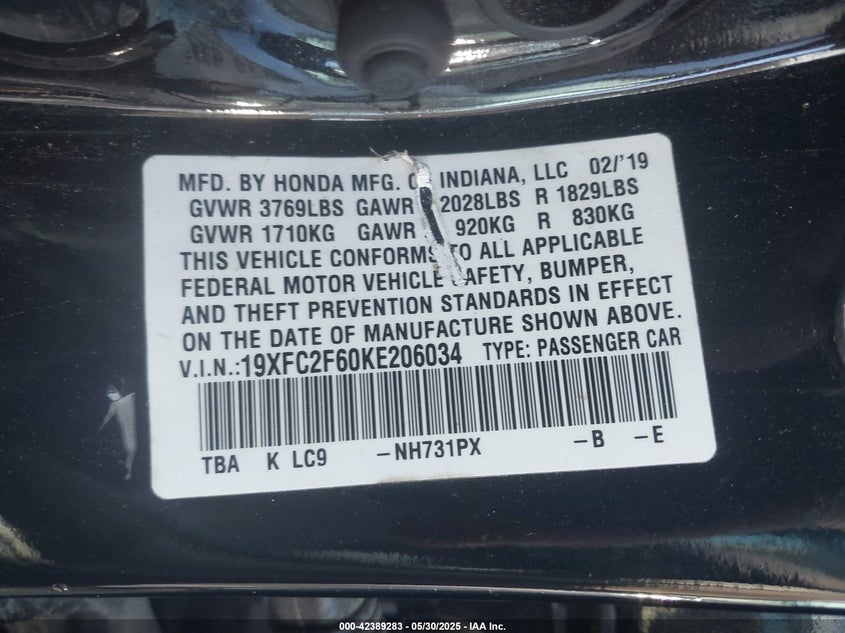 MFD. BY HONDA MFG. OF INDIANA, LLC 02/'19
GVWR 3769LBS GAWR 2028LBS R 1829LBS
GVWR 1710KG GAWR 920KG R 830KG
THIS VEHICLE CONFORMS TO ALL APPLICABLE
FEDERAL MOTOR VEHICLE SAFETY, BUMPER,
AND THEFT PREVENTION STANDARDS IN EFFECT
ON THE DATE OF MANUFACTURE SHOWN ABOVE.
V.I.N.:19XFC2F60KE206034 TYPE: PASSENGER CAR
TBA K LC9 -NH731PX -B -E
000-42389283 - 05/30/2025 - IAA Inc.